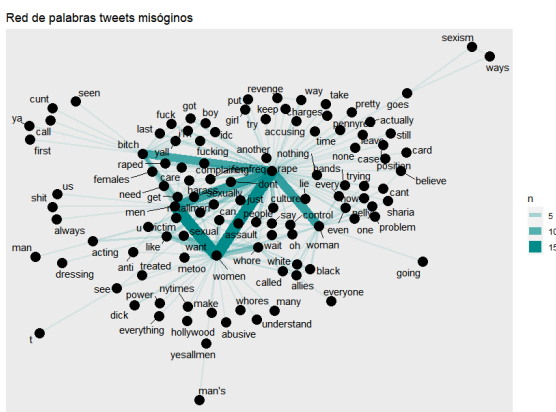 Red de palabras tweets misóginos
sexism
ways
goes
seen
cunt
ya
call
first
revenge
way
take
put
got
boy
fuck
last
keep
charges
pretty
actually
girl
try
accusing
time
still
bitch
yall
idc
fucking
another
nothing
none
leave
case
card
position
believe
raped
females
care
rape
hands
trying
need
get
dont
lie
every
cant
sexually
just
culture
now
sharia
men
can
people
say
control
one
problem
us
shit
always
u
victim
sexual
assault
even
woman
man
acting
like
want
wait
oh
dressing
anti
treated
metoo
women
whore
white
black
called
allies
going
see
power
nytimes
make
whores
many
everyone
dick
everything
hollywood
abusive
understand
yesallmen
t
man's
n
5
10
15